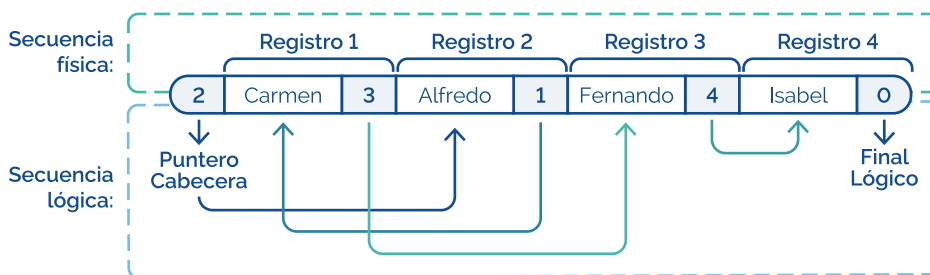 Secuencia
física:
Registro 1 Registro 2 Registro 3 Registro 4
2 Carmen 3 Alfredo 1 Fernando 4 Isabel 0
Secuencia
lógica:
Puntero
Cabecera
Final
Lógico